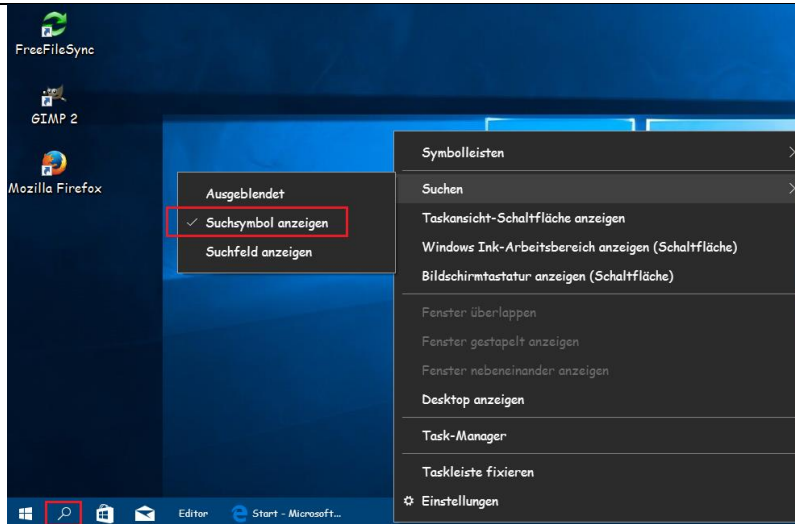 FreeFileSync
GIMP 2
Mozilla Firefox
Ausgeblendet
Suchsymbol anzeigen
Suchfeld anzeigen
Symbolleisten
Suchen
Taskansicht-Schaltfläche anzeigen
Windows Ink-Arbeitsbereich anzeigen (Schaltfläche)
Bildschirmtastatur anzeigen (Schaltfläche)
Fenster überlappen
Fenster gestapelt anzeigen
Fenster nebeneinander anzeigen
Desktop anzeigen
Task-Manager
Taskleiste fixieren
Einstellungen
Editor
Start - Microsoft...